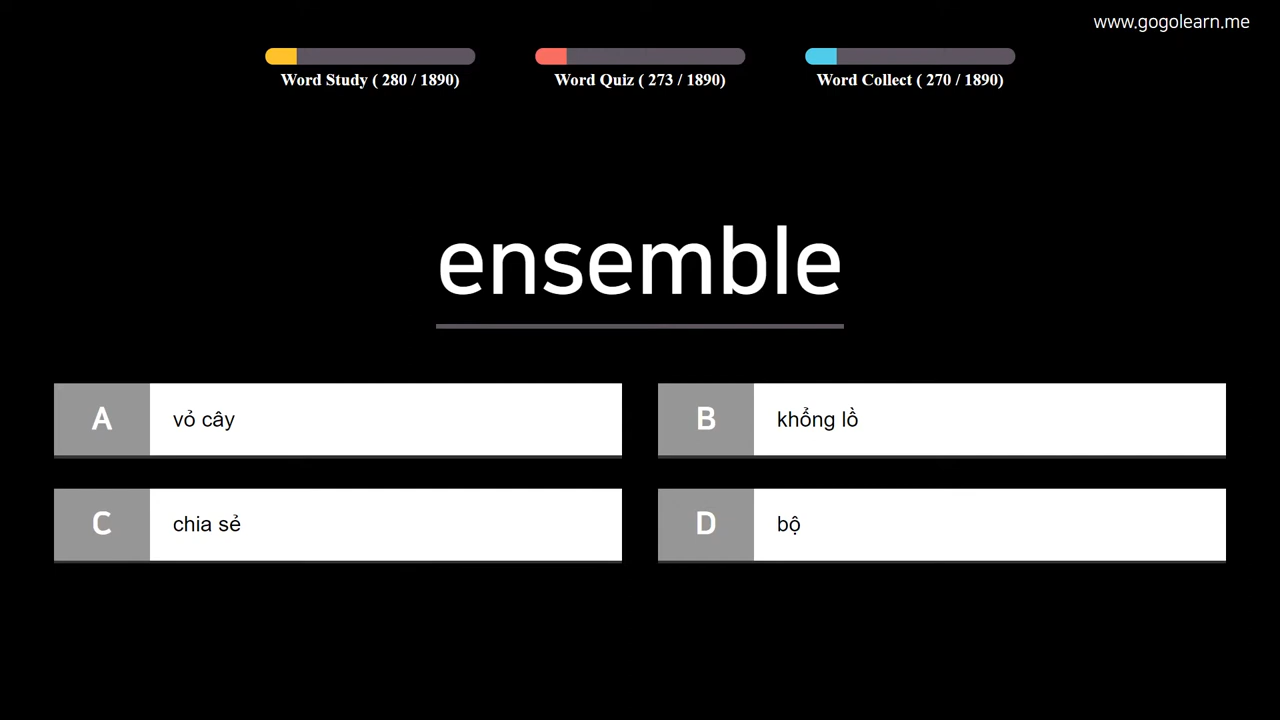 www.gogolearn.me
Word Study ( 280 / 1890)
Word Quiz ( 273 / 1890)
Word Collect ( 270 / 1890)
ensemble
A vỏ cây
B khổng lồ
C chia sẻ
D bộ